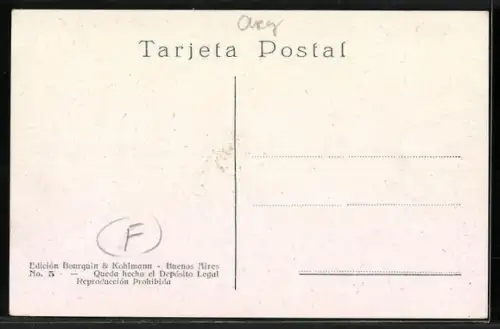 Arg
Tarjeta Postal
F
Edición Bourquin & Kohlmann - Buenos Aires
No. 5 — Queda hecho el Depósito Legal
Reproducción Prohibida